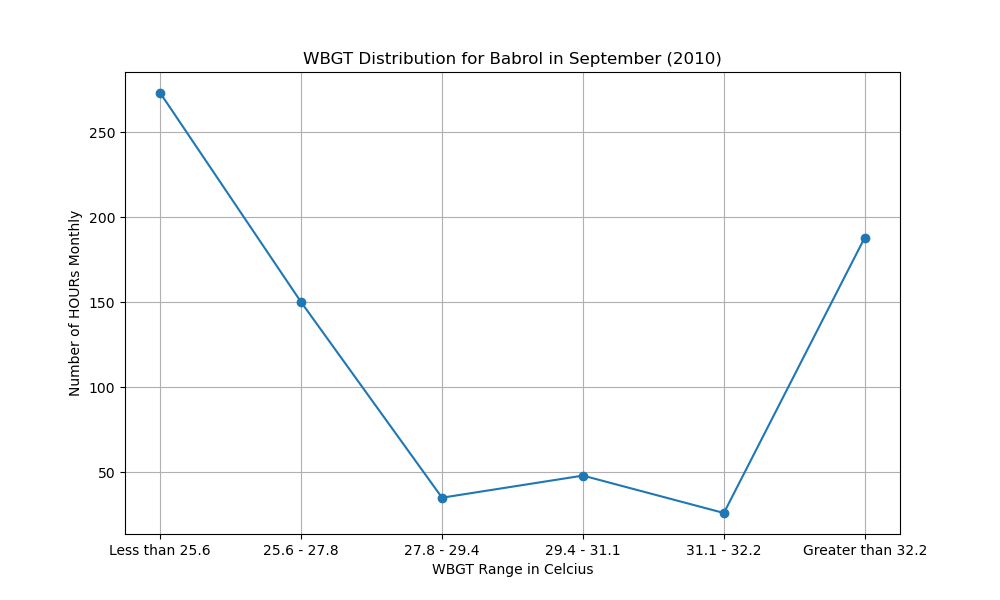 WBGT Distribution for Babrol in September (2010)
Number of HOURs Monthly
250
200
150
100
50
Less than 25.6
25.6 - 27.8
27.8 - 29.4
29.4 - 31.1
31.1 - 32.2
Greater than 32.2
WBGT Range in Celcius